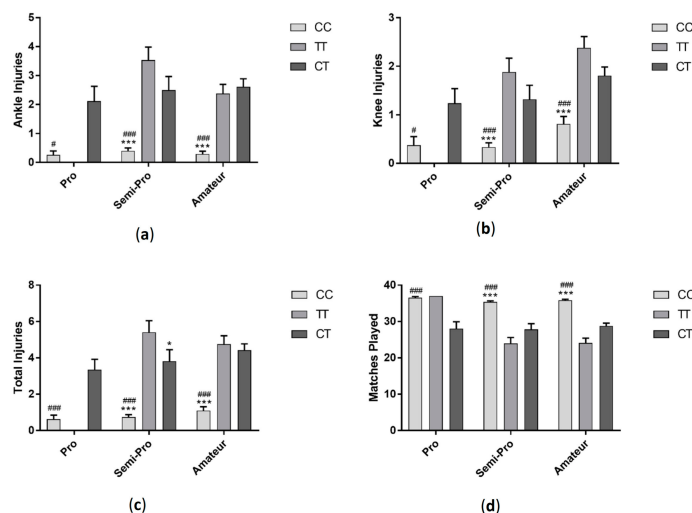 5
4
3
2
1
0
Ankle Injuries
#
###
***
###
***
Pro
Semi-Pro
Amateur
CC
TT
CT
(a)
3
2
1
0
Knee Injuries
#
###
***
###
***
Pro
Semi-Pro
Amateur
CC
TT
CT
(b)
8
6
4
2
0
Total Injuries
###
###
***
*
###
***
Pro
Semi-Pro
Amateur
CC
TT
CT
(c)
40
30
20
10
0
Matches Played
###
###
***
###
***
Pro
Semi-Pro
Amateur
CC
TT
CT
(d)